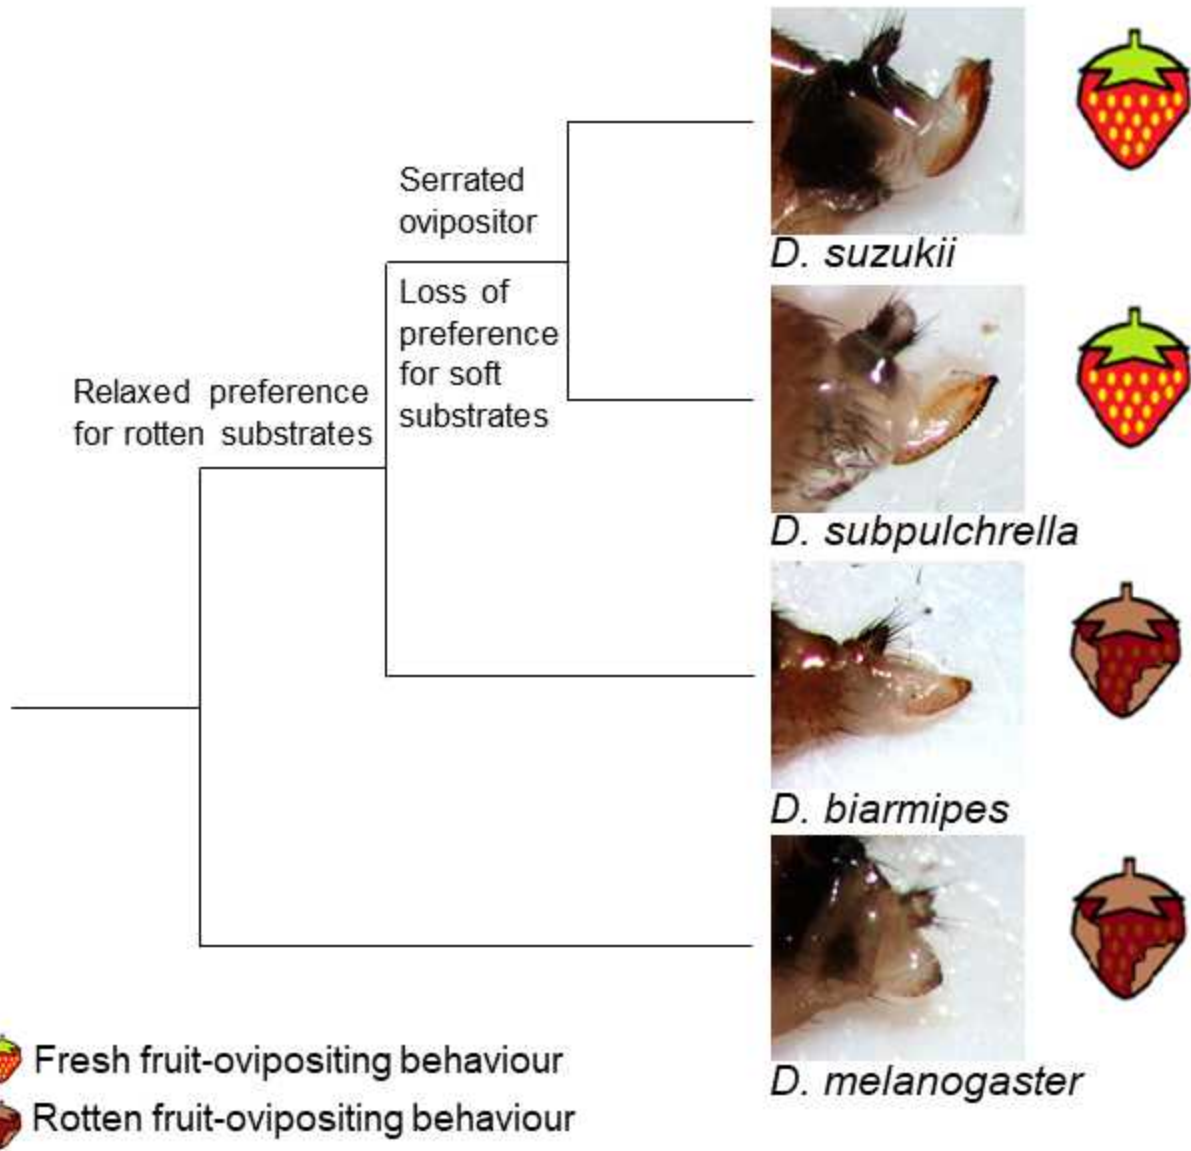 Serrated
ovipositor
D. suzukii
Loss of
preference
for soft
substrates
Relaxed preference
for rotten substrates
D. subpulchrella
D. biarmipes
D. melanogaster
Fresh fruit-ovipositing behaviour
Rotten fruit-ovipositing behaviour